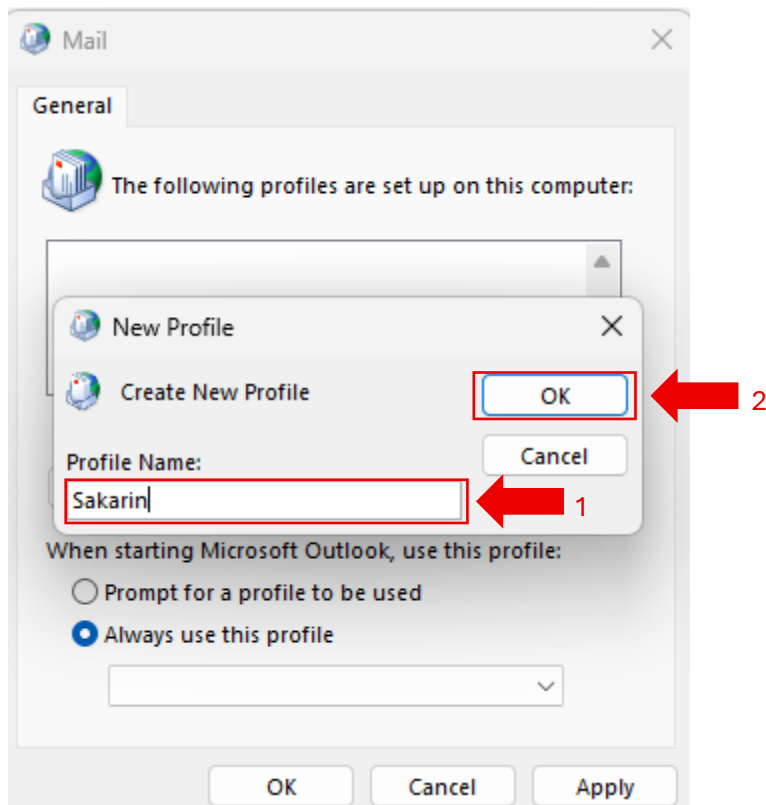 Mail
General
The following profiles are set up on this computer:
New Profile
Create New Profile
OK
2
Cancel
Profile Name:
Sakarin
1
When starting Microsoft Outlook, use this profile:
Prompt for a profile to be used
Always use this profile
OK Cancel Apply